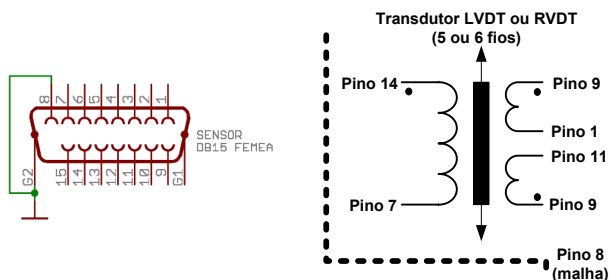 Transdutor LVDT ou RVDT
(5 ou 6 fios)
8 7 6 5 4 3 2 1
SENSOR
DB15 FEMEA
15 14 13 12 11 10 9
G2
G1
Pino 14
Pino 7
Pino 9
Pino 1
Pino 11
Pino 9
Pino 8
(malha)